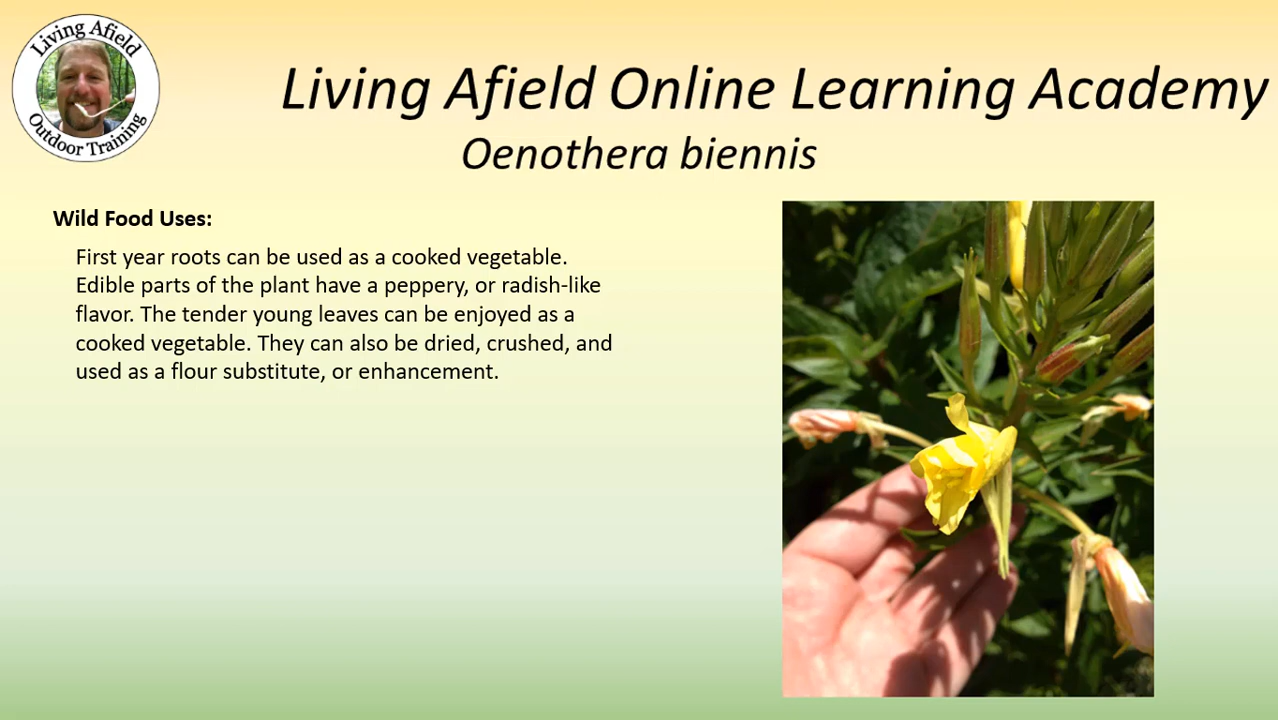 Living Afield
Outdoor Training
Living Afield Online Learning Academy
Oenothera biennis
Wild Food Uses:
First year roots can be used as a cooked vegetable.
Edible parts of the plant have a peppery, or radish-like
flavor. The tender young leaves can be enjoyed as a
cooked vegetable. They can also be dried, crushed, and
used as a flour substitute, or enhancement.